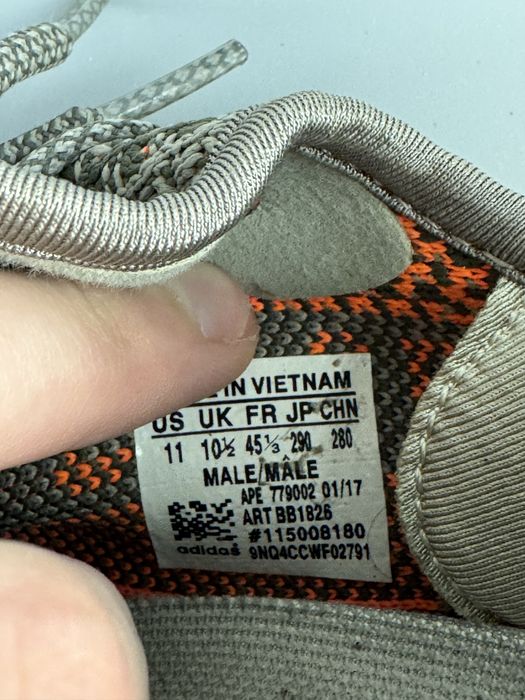 IN VIETNAM
US UK FR JP CHN
11 10½ 45⅓ 290 280
MALE/MÂLE
APE 779002 01/17
ART BB1826
#115008180
adidas 9NQ4CCWF02791